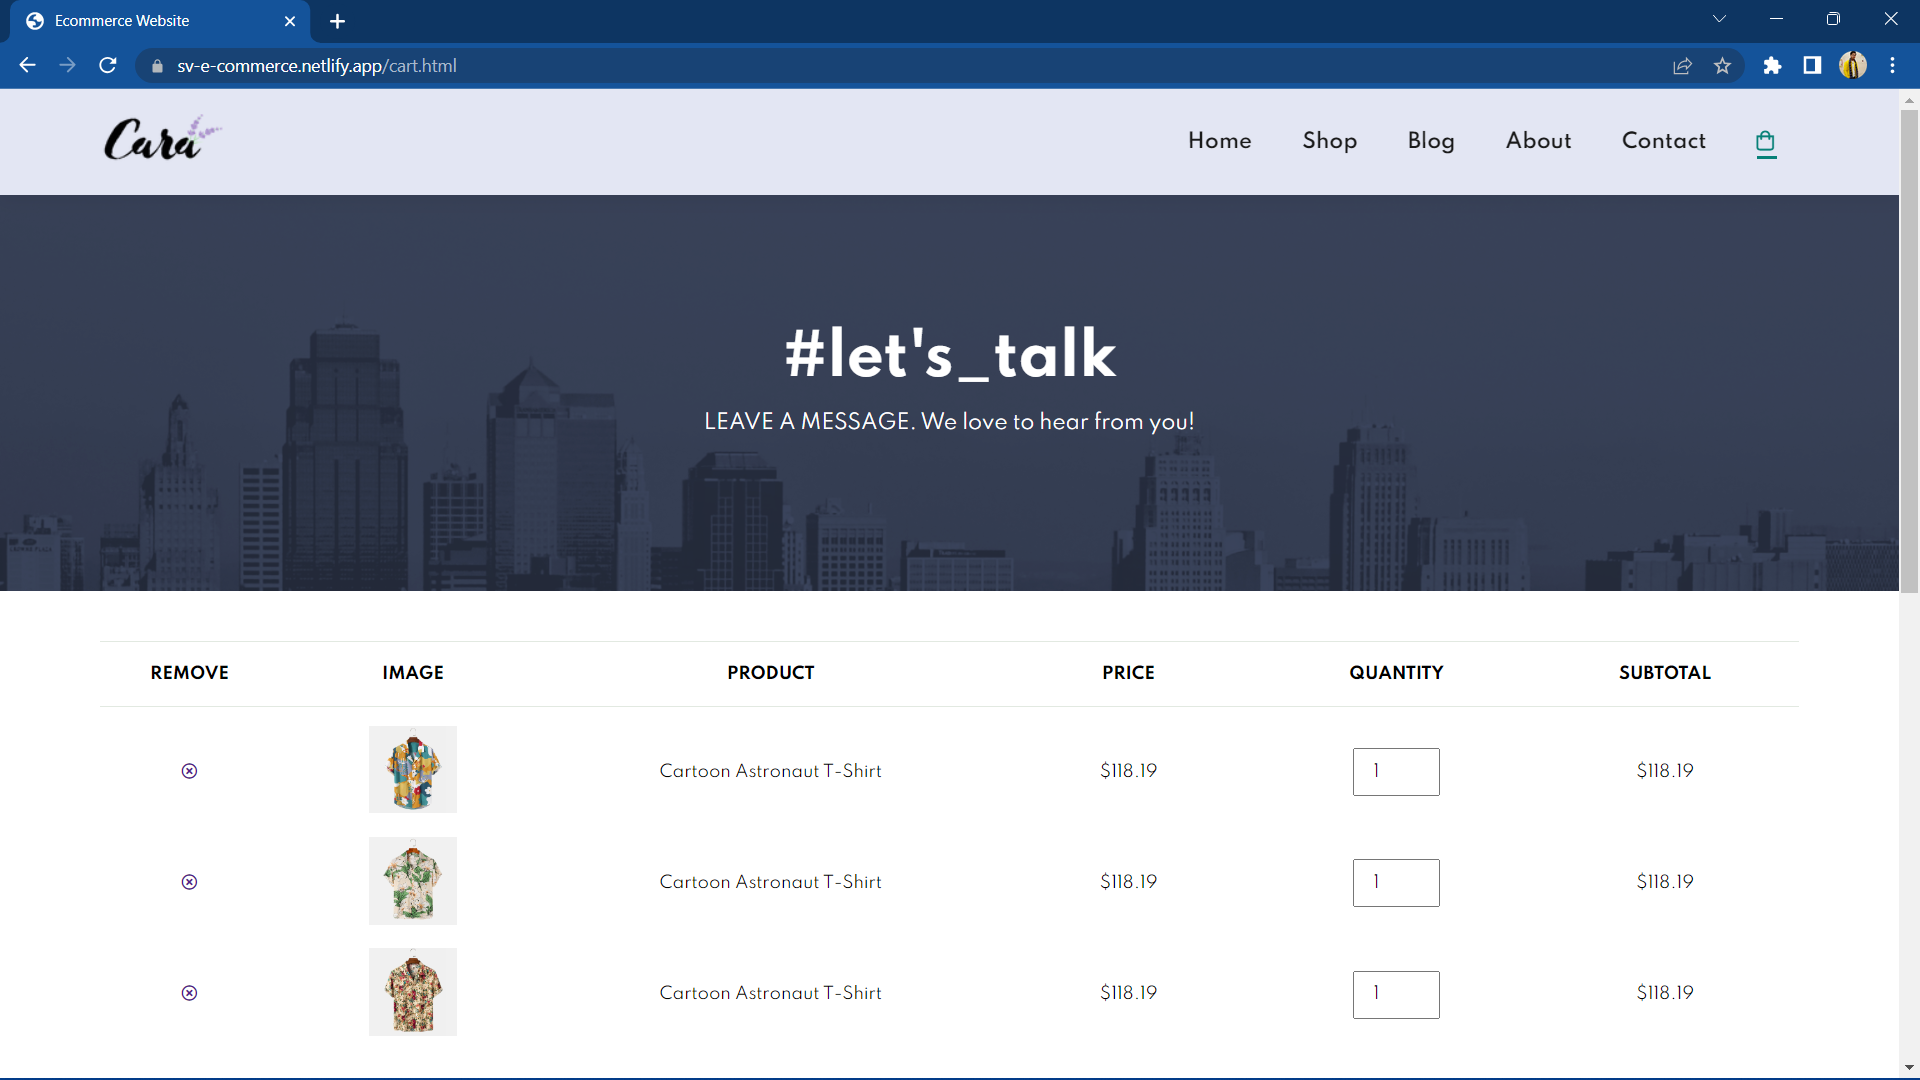 Ecommerce Website
sv-e-commerce.netlify.app/cart.html
Cara
Home Shop Blog About Contact
#let's_talk
LEAVE A MESSAGE. We love to hear from you!
REMOVE IMAGE PRODUCT PRICE QUANTITY SUBTOTAL
Cartoon Astronaut T-Shirt $118.19 1 $118.19
Cartoon Astronaut T-Shirt $118.19 1 $118.19
Cartoon Astronaut T-Shirt $118.19 1 $118.19